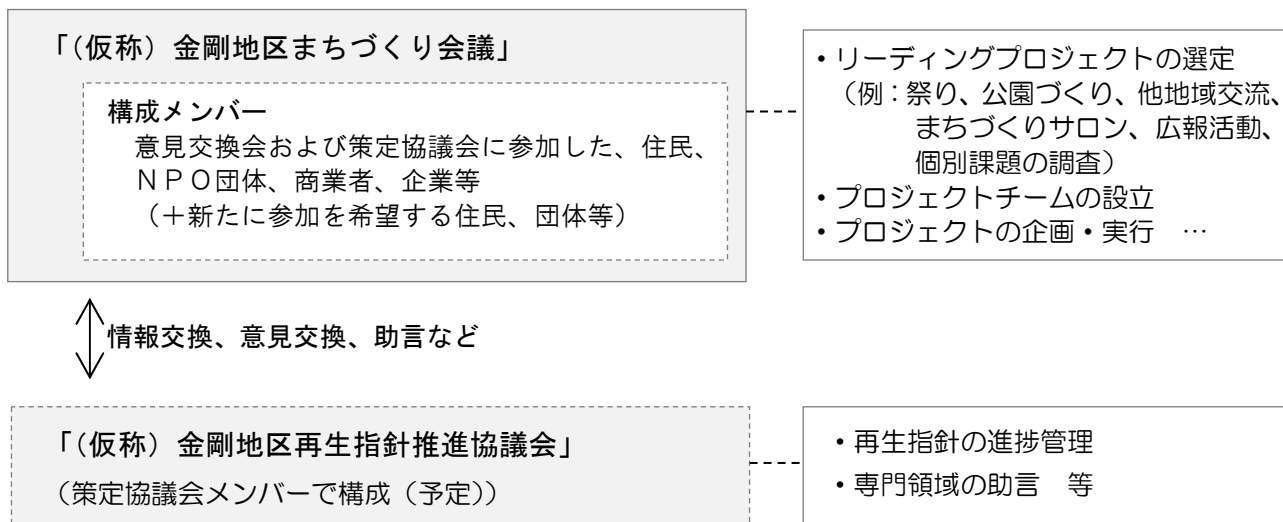 「（仮称）金剛地区まちづくり会議」
構成メンバー
意見交換会および策定協議会に参加した、住民、
ＮＰＯ団体、商業者、企業等
（＋新たに参加を希望する住民、団体等）
・リーディングプロジェクトの選定
（例：祭り、公園づくり、他地域交流、
まちづくりサロン、広報活動、
個別課題の調査）
・プロジェクトチームの設立
・プロジェクトの企画・実行　…
情報交換、意見交換、助言など
「（仮称）金剛地区再生指針推進協議会」
（策定協議会メンバーで構成（予定））
・再生指針の進捗管理
・専門領域の助言　等